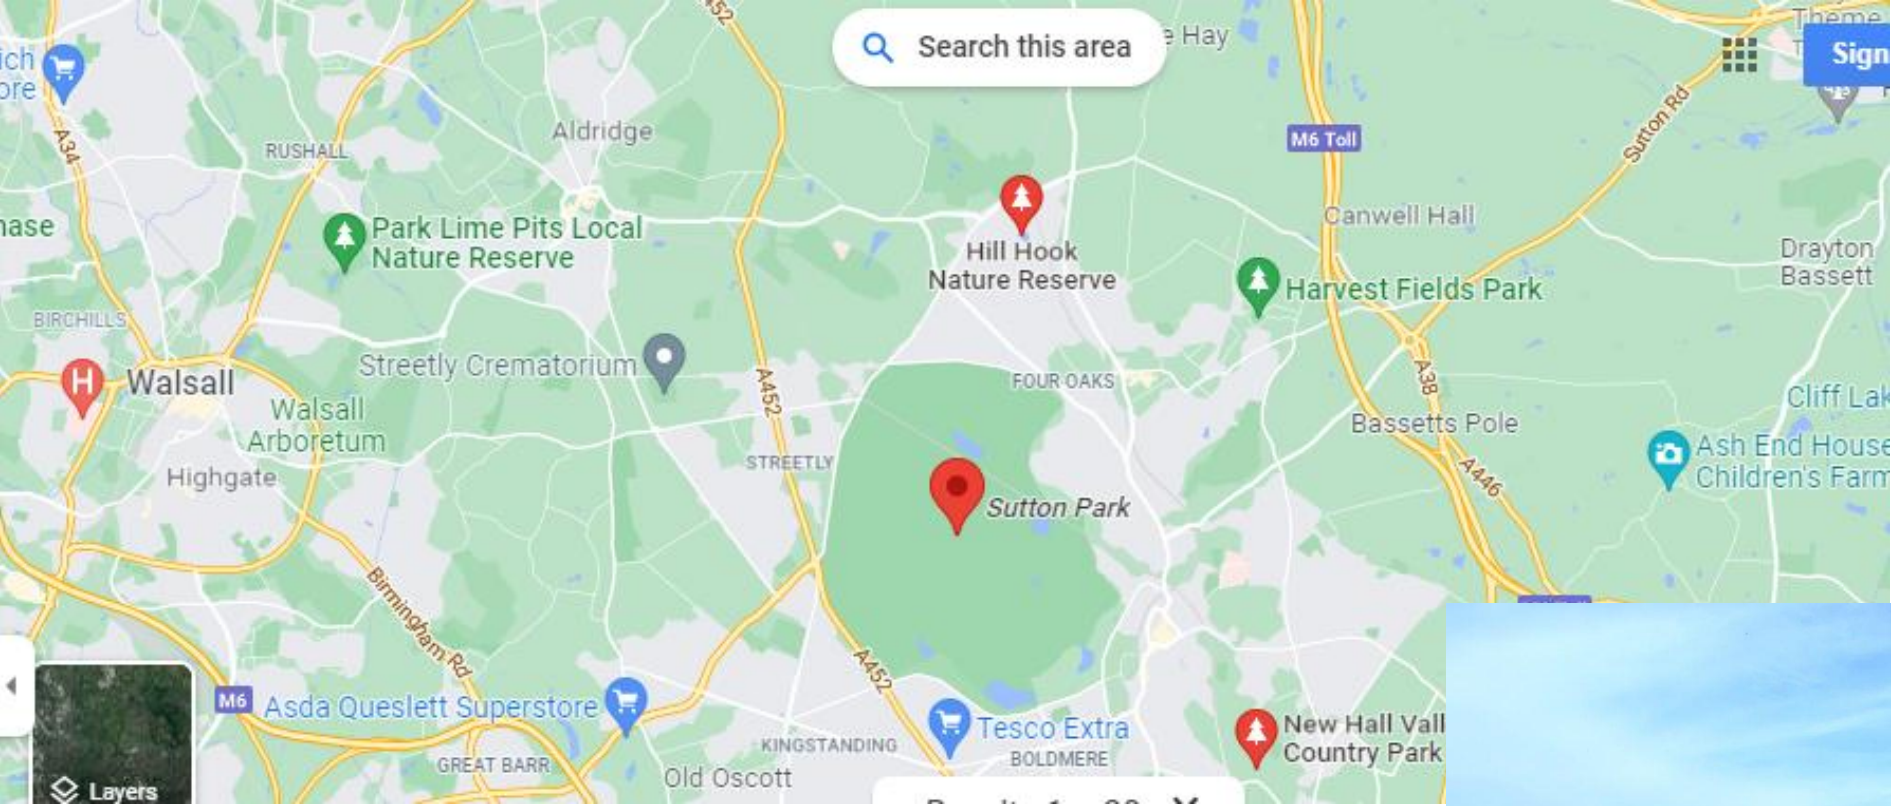 452
Search this area
e Hay
Theme
Sign
ich
ore
A34
RUSHALL
Aldridge
M6 Toll
Sutton Rd
hase
Park Lime Pits Local
Nature Reserve
Hill Hook
Nature Reserve
Canwell Hall
Drayton
Bassett
Harvest Fields Park
BIRCHILLS
H
Walsall
Streetly Crematorium
A452
FOUR OAKS
A38
Walsall
Arboretum
Cliff Lak
Bassetts Pole
Highgate
STREETLY
Ash End House
Children's Farm
A446
Sutton Park
Birmingham Rd
A452
M6
Asda Queslett Superstore
Tesco Extra
New Hall Vall
Country Park
KINGSTANDING
BOLDMERE
GREAT BARR
Old Oscott
Layers